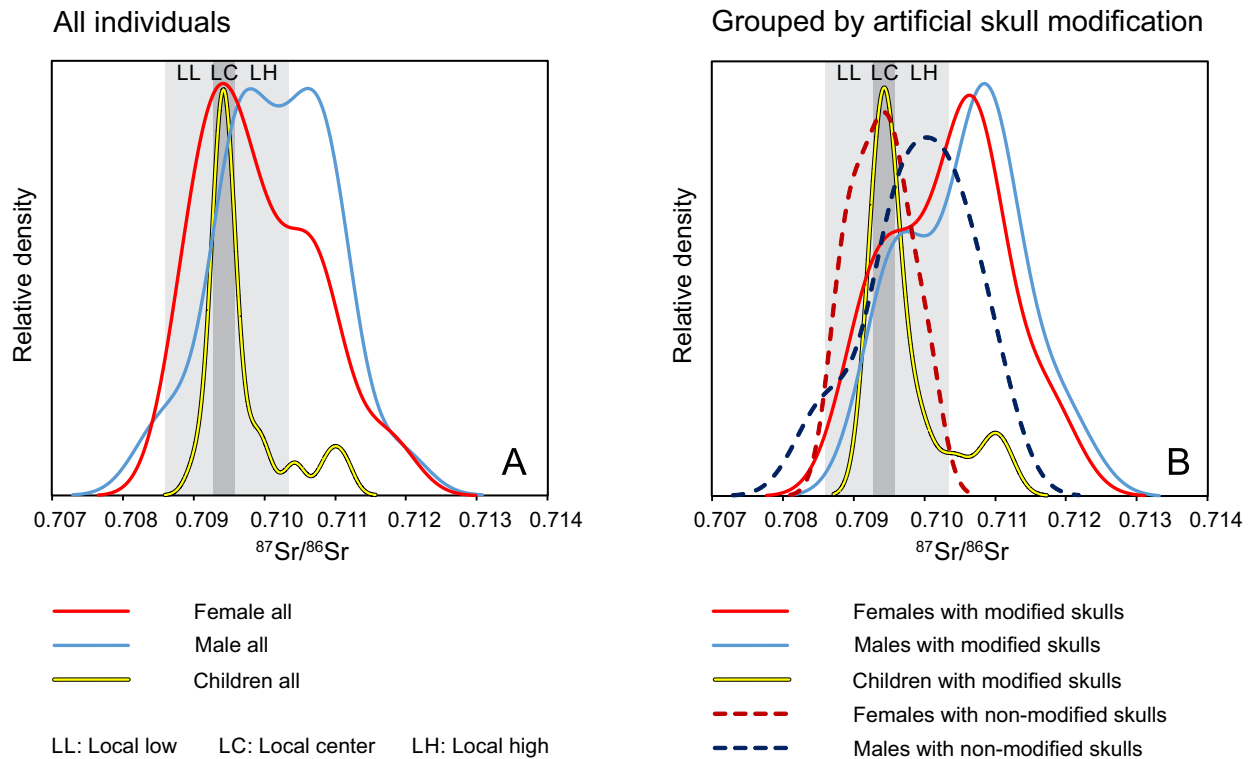 All individuals
LL LC LH
Relative density
A
0.707 0.708 0.709 0.710 0.711 0.712 0.713 0.714
⁸⁷Sr/⁸⁶Sr
Female all
Male all
Children all
LL: Local low LC: Local center LH: Local high
Grouped by artificial skull modification
LL LC LH
Relative density
B
0.707 0.708 0.709 0.710 0.711 0.712 0.713 0.714
⁸⁷Sr/⁸⁶Sr
Females with modified skulls
Males with modified skulls
Children with modified skulls
Females with non-modified skulls
Males with non-modified skulls